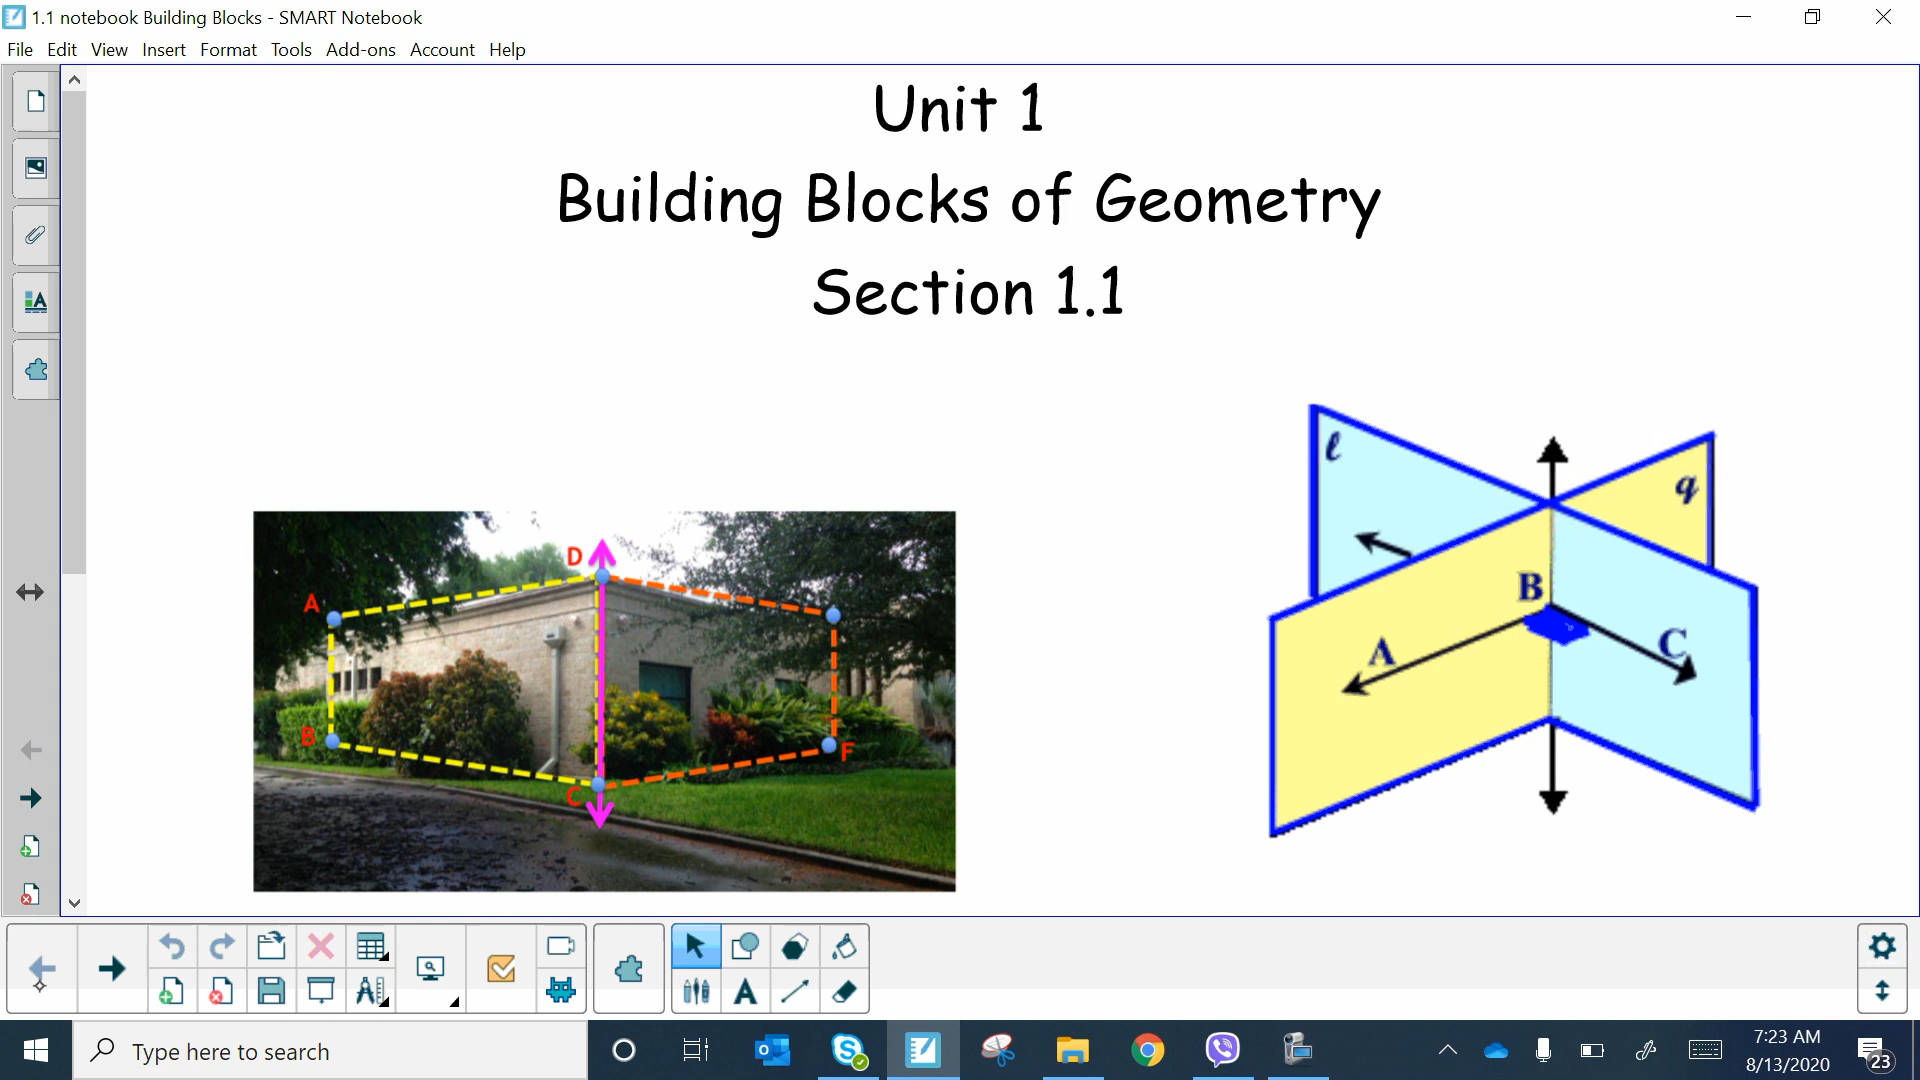 1.1 notebook Building Blocks - SMART Notebook
File Edit View Insert Format Tools Add-ons Account Help
Unit 1
Building Blocks of Geometry
Section 1.1
D
A
B
C
F
ℓ
q
B
A
C
Type here to search
7:23 AM
8/13/2020
23